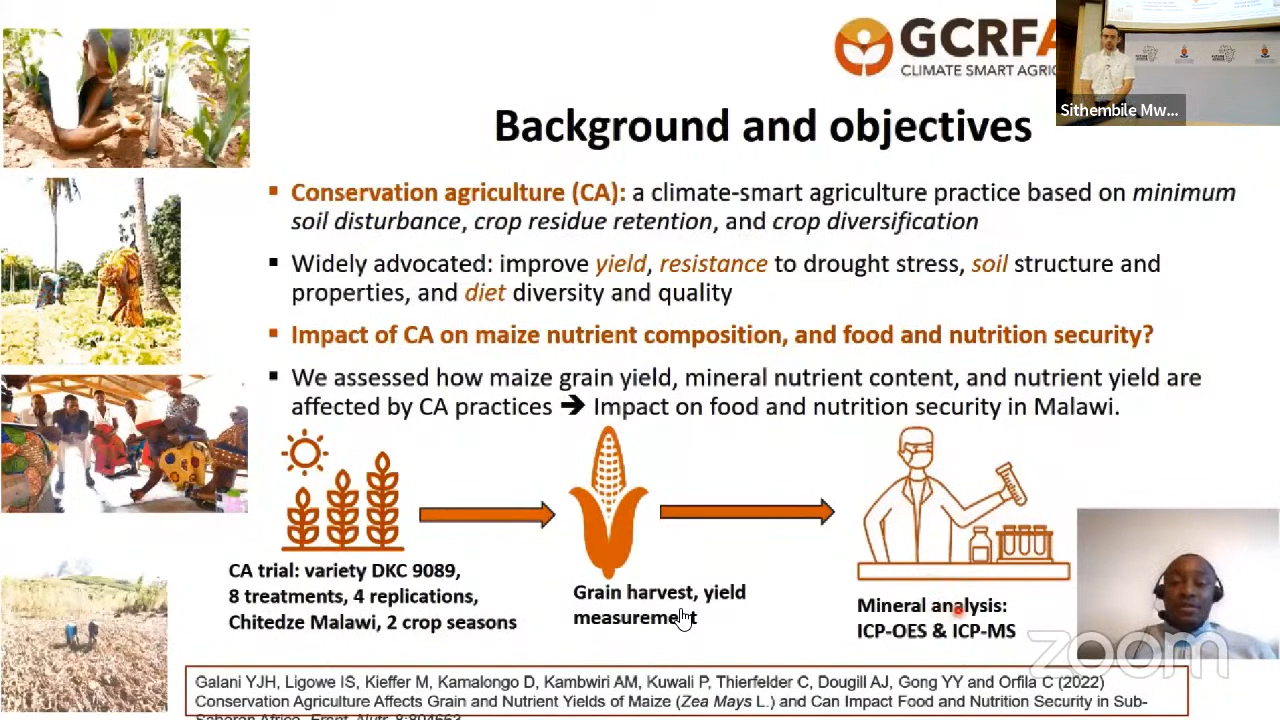 GCRFA
CLIMATE SMART AGRIC
Sithembile Mw...
Background and objectives
▪ Conservation agriculture (CA): a climate-smart agriculture practice based on minimum
soil disturbance, crop residue retention, and crop diversification
▪ Widely advocated: improve yield, resistance to drought stress, soil structure and
properties, and diet diversity and quality
▪ Impact of CA on maize nutrient composition, and food and nutrition security?
▪ We assessed how maize grain yield, mineral nutrient content, and nutrient yield are
affected by CA practices ➔ Impact on food and nutrition security in Malawi.
CA trial: variety DKC 9089,
8 treatments, 4 replications,
Chitedze Malawi, 2 crop seasons
Grain harvest, yield
measurement
Mineral analysis:
ICP-OES & ICP-MS
zoom
Galani YJH, Ligowe IS, Kieffer M, Kamalongo D, Kambwiri AM, Kuwali P, Thierfelder C, Dougill AJ, Gong YY and Orfila C (2022)
Conservation Agriculture Affects Grain and Nutrient Yields of Maize (Zea Mays L.) and Can Impact Food and Nutrition Security in Sub-
Saharan Africa. Front. Nutr. 8:804663